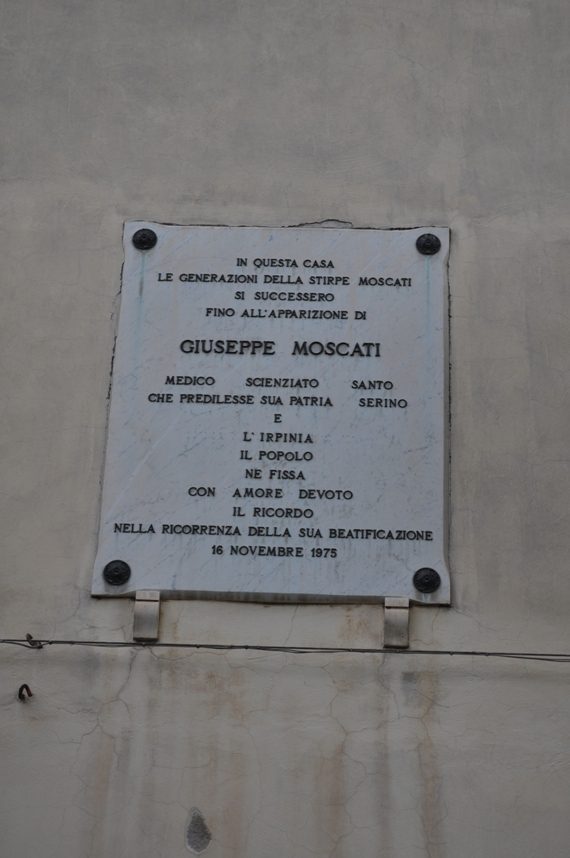 IN QUESTA CASA
LE GENERAZIONI DELLA STIRPE MOSCATI
SI SUCCESSERO
FINO ALL'APPARIZIONE DI
GIUSEPPE MOSCATI
MEDICO SCIENZIATO SANTO
CHE PREDILESSE SUA PATRIA SERINO
E
L'IRPINIA
IL POPOLO
NE FISSA
CON AMORE DEVOTO
IL RICORDO
NELLA RICORRENZA DELLA SUA BEATIFICAZIONE
16 NOVEMBRE 1975